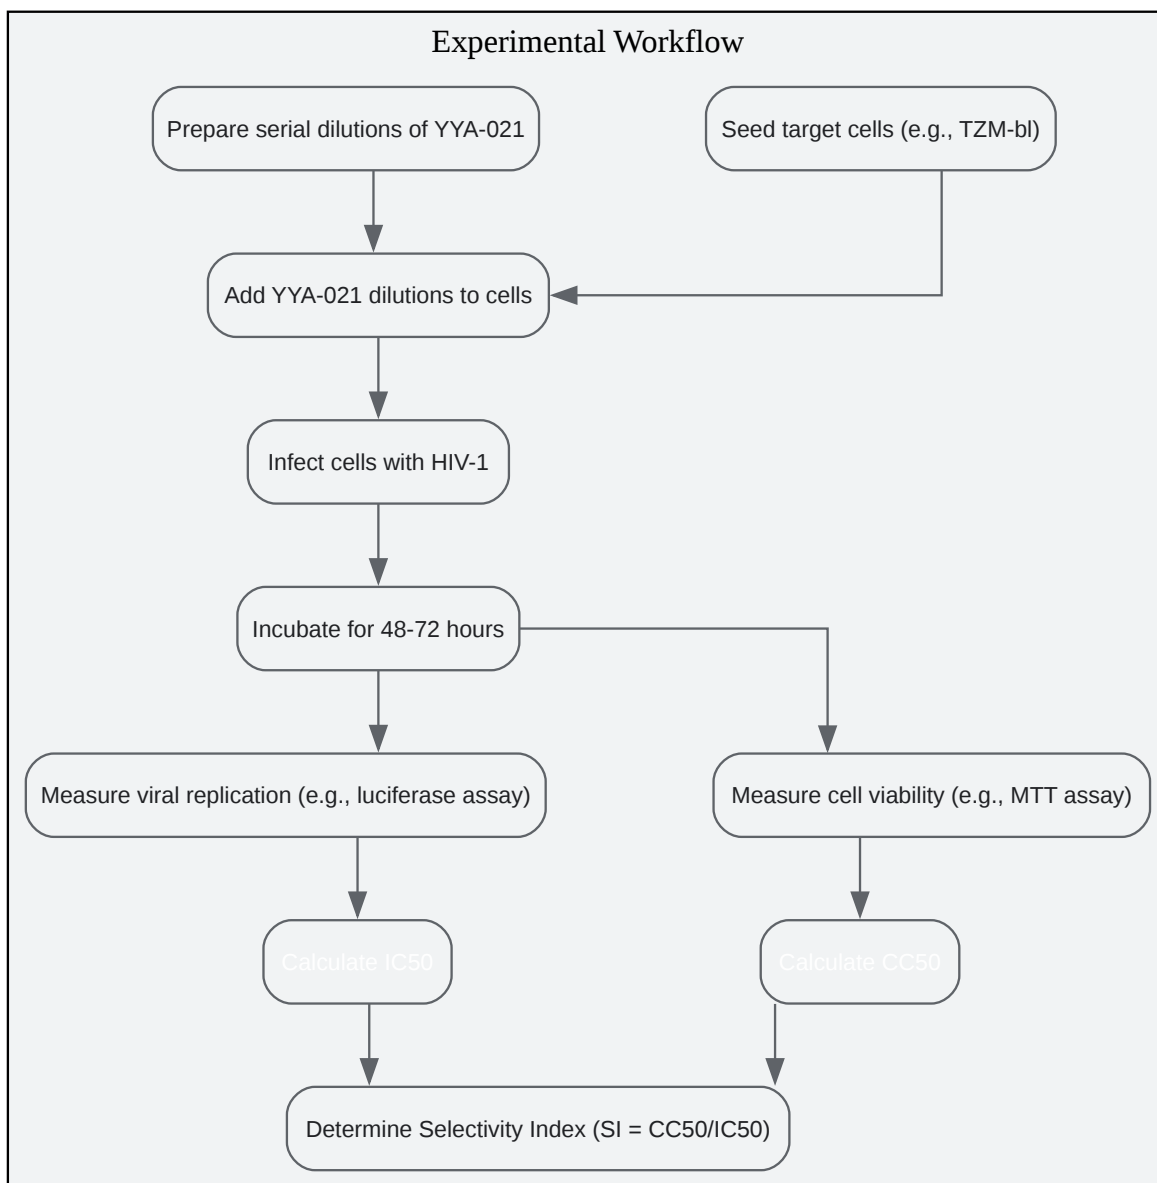 Experimental Workflow
Prepare serial dilutions of YYA-021
Seed target cells (e.g., TZM-bl)
Add YYA-021 dilutions to cells
Infect cells with HIV-1
Incubate for 48-72 hours
Measure viral replication (e.g., luciferase assay)
Measure cell viability (e.g., MTT assay)
Calculate IC50
Calculate CC50
Determine Selectivity Index (SI = CC50/IC50)